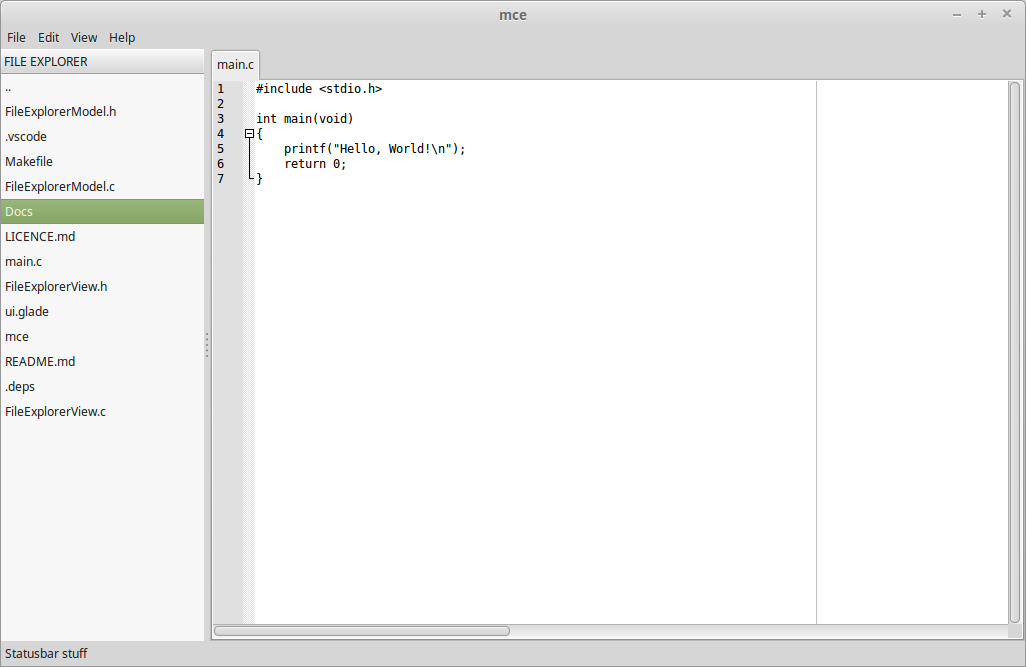 mce
File Edit View Help
FILE EXPLORER
..
FileExplorerModel.h
.vscode
Makefile
FileExplorerModel.c
Docs
LICENCE.md
main.c
FileExplorerView.h
ui.glade
mce
README.md
.deps
FileExplorerView.c
main.c
1 #include <stdio.h>
2
3 int main(void)
4 {
5     printf("Hello, World!\n");
6     return 0;
7 }
Statusbar stuff